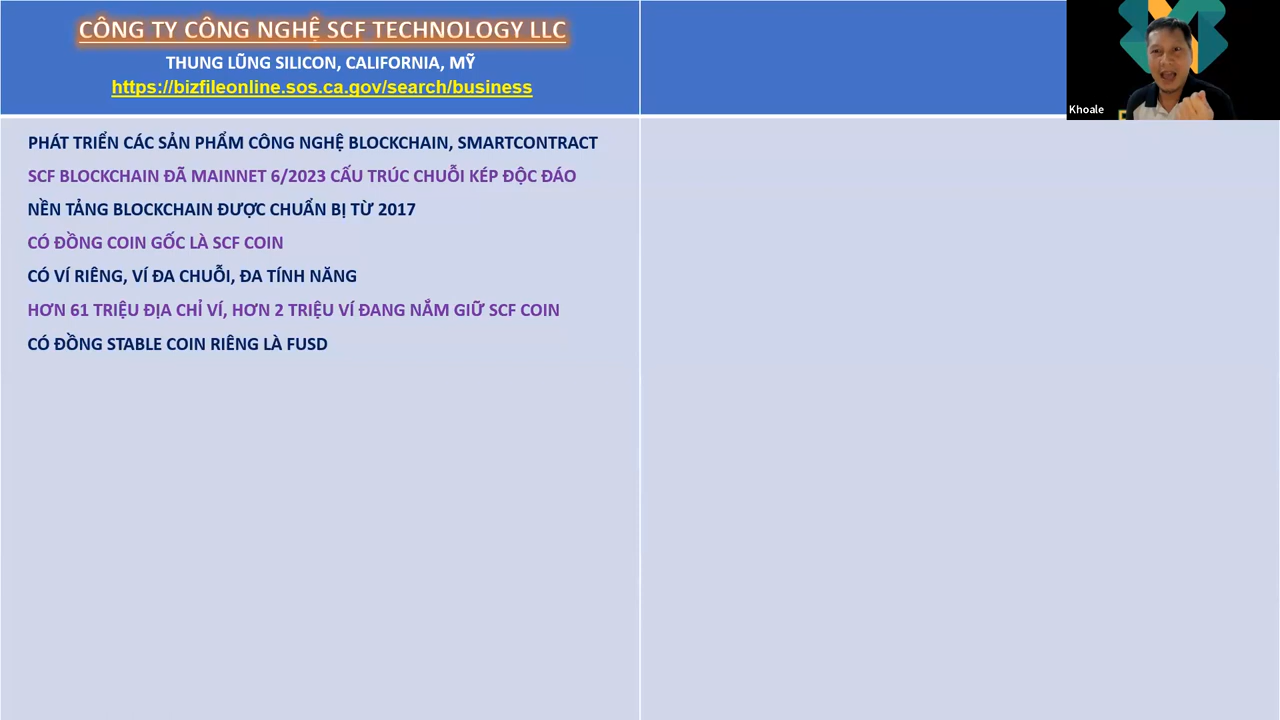 CÔNG TY CÔNG NGHỆ SCF TECHNOLOGY LLC
THUNG LŨNG SILICON, CALIFORNIA, MỸ
https://bizfileonline.sos.ca.gov/search/business
Khoale
PHÁT TRIỂN CÁC SẢN PHẨM CÔNG NGHỆ BLOCKCHAIN, SMARTCONTRACT
SCF BLOCKCHAIN ĐÃ MAINNET 6/2023 CẤU TRÚC CHUỖI KÉP ĐỘC ĐÁO
NỀN TẢNG BLOCKCHAIN ĐƯỢC CHUẨN BỊ TỪ 2017
CÓ ĐỒNG COIN GỐC LÀ SCF COIN
CÓ VÍ RIÊNG, VÍ ĐA CHUỖI, ĐA TÍNH NĂNG
HƠN 61 TRIỆU ĐỊA CHỈ VÍ, HƠN 2 TRIỆU VÍ ĐANG NẮM GIỮ SCF COIN
CÓ ĐỒNG STABLE COIN RIÊNG LÀ FUSD